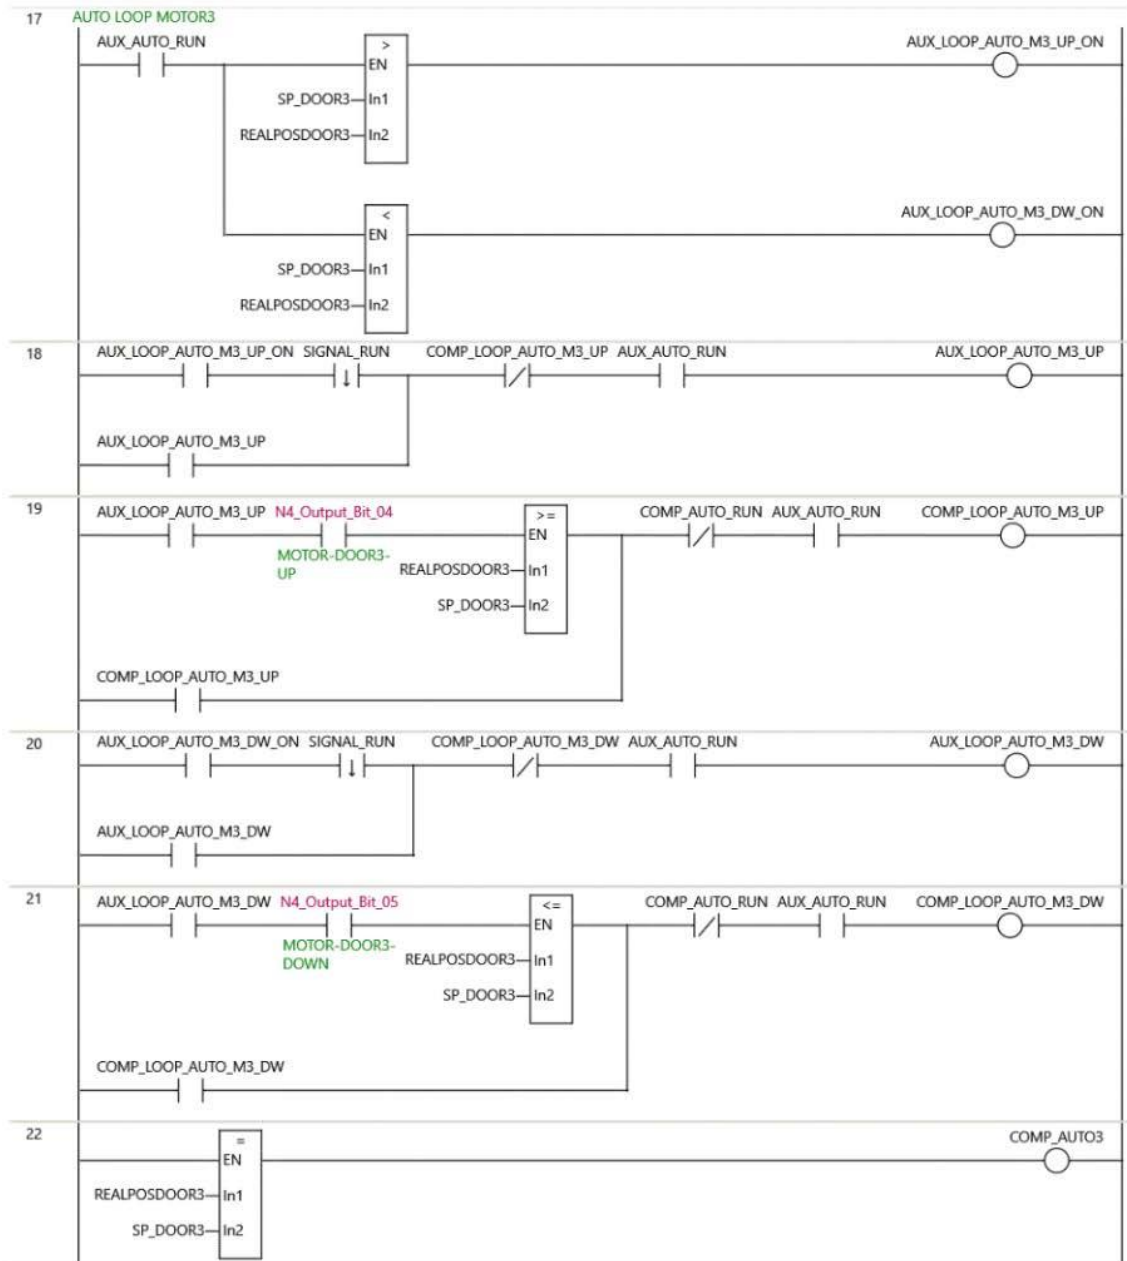 17 AUTO LOOP MOTOR3
AUX_AUTO_RUN > AUX_LOOP_AUTO_M3_UP_ON
EN
SP_DOOR3 In1
REALPOSDOOR3 In2
< AUX_LOOP_AUTO_M3_DW_ON
EN
SP_DOOR3 In1
REALPOSDOOR3 In2
18 AUX_LOOP_AUTO_M3_UP_ON SIGNAL_RUN COMP_LOOP_AUTO_M3_UP AUX_AUTO_RUN AUX_LOOP_AUTO_M3_UP
AUX_LOOP_AUTO_M3_UP
19 AUX_LOOP_AUTO_M3_UP N4_Output_Bit_04 >= COMP_AUTO_RUN AUX_AUTO_RUN COMP_LOOP_AUTO_M3_UP
EN
MOTOR-DOOR3-
UP
REALPOSDOOR3 In1
SP_DOOR3 In2
COMP_LOOP_AUTO_M3_UP
20 AUX_LOOP_AUTO_M3_DW_ON SIGNAL_RUN COMP_LOOP_AUTO_M3_DW AUX_AUTO_RUN AUX_LOOP_AUTO_M3_DW
AUX_LOOP_AUTO_M3_DW
21 AUX_LOOP_AUTO_M3_DW N4_Output_Bit_05 <= COMP_AUTO_RUN AUX_AUTO_RUN COMP_LOOP_AUTO_M3_DW
EN
MOTOR-DOOR3-
DOWN
REALPOSDOOR3 In1
SP_DOOR3 In2
COMP_LOOP_AUTO_M3_DW
22 = COMP_AUTO3
EN
REALPOSDOOR3 In1
SP_DOOR3 In2